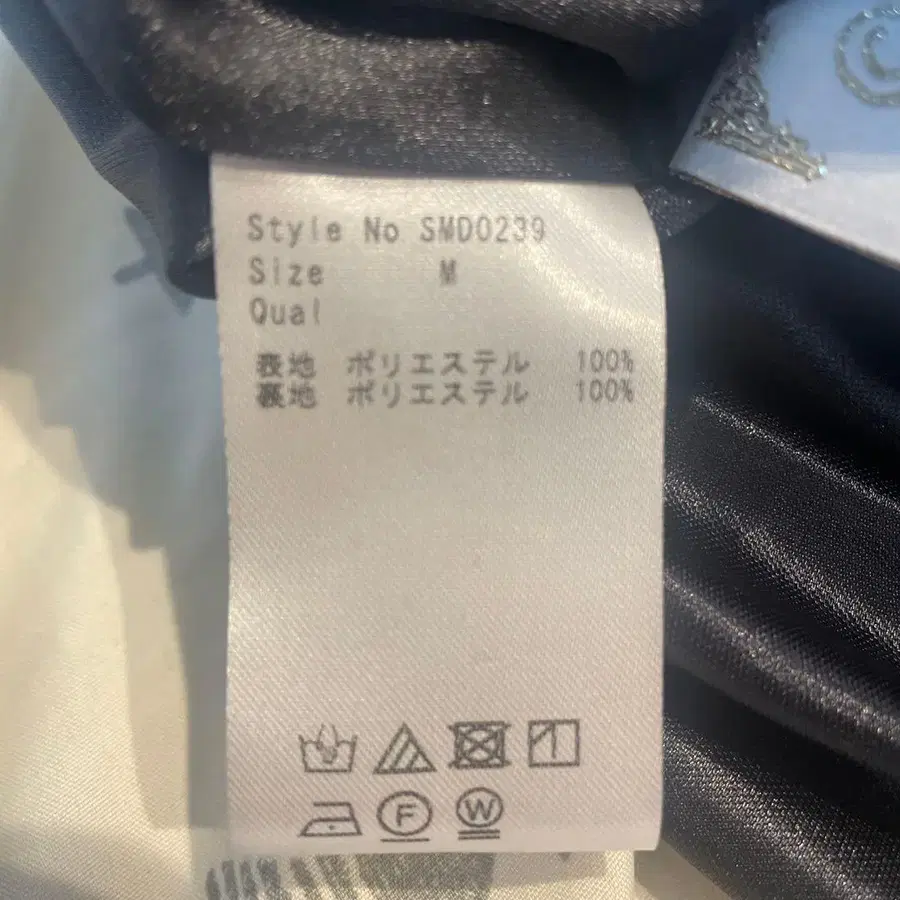 Style No SMD0239
Size M
Qual
表地 ポリエステル 100%
裏地 ポリエステル 100%
F W